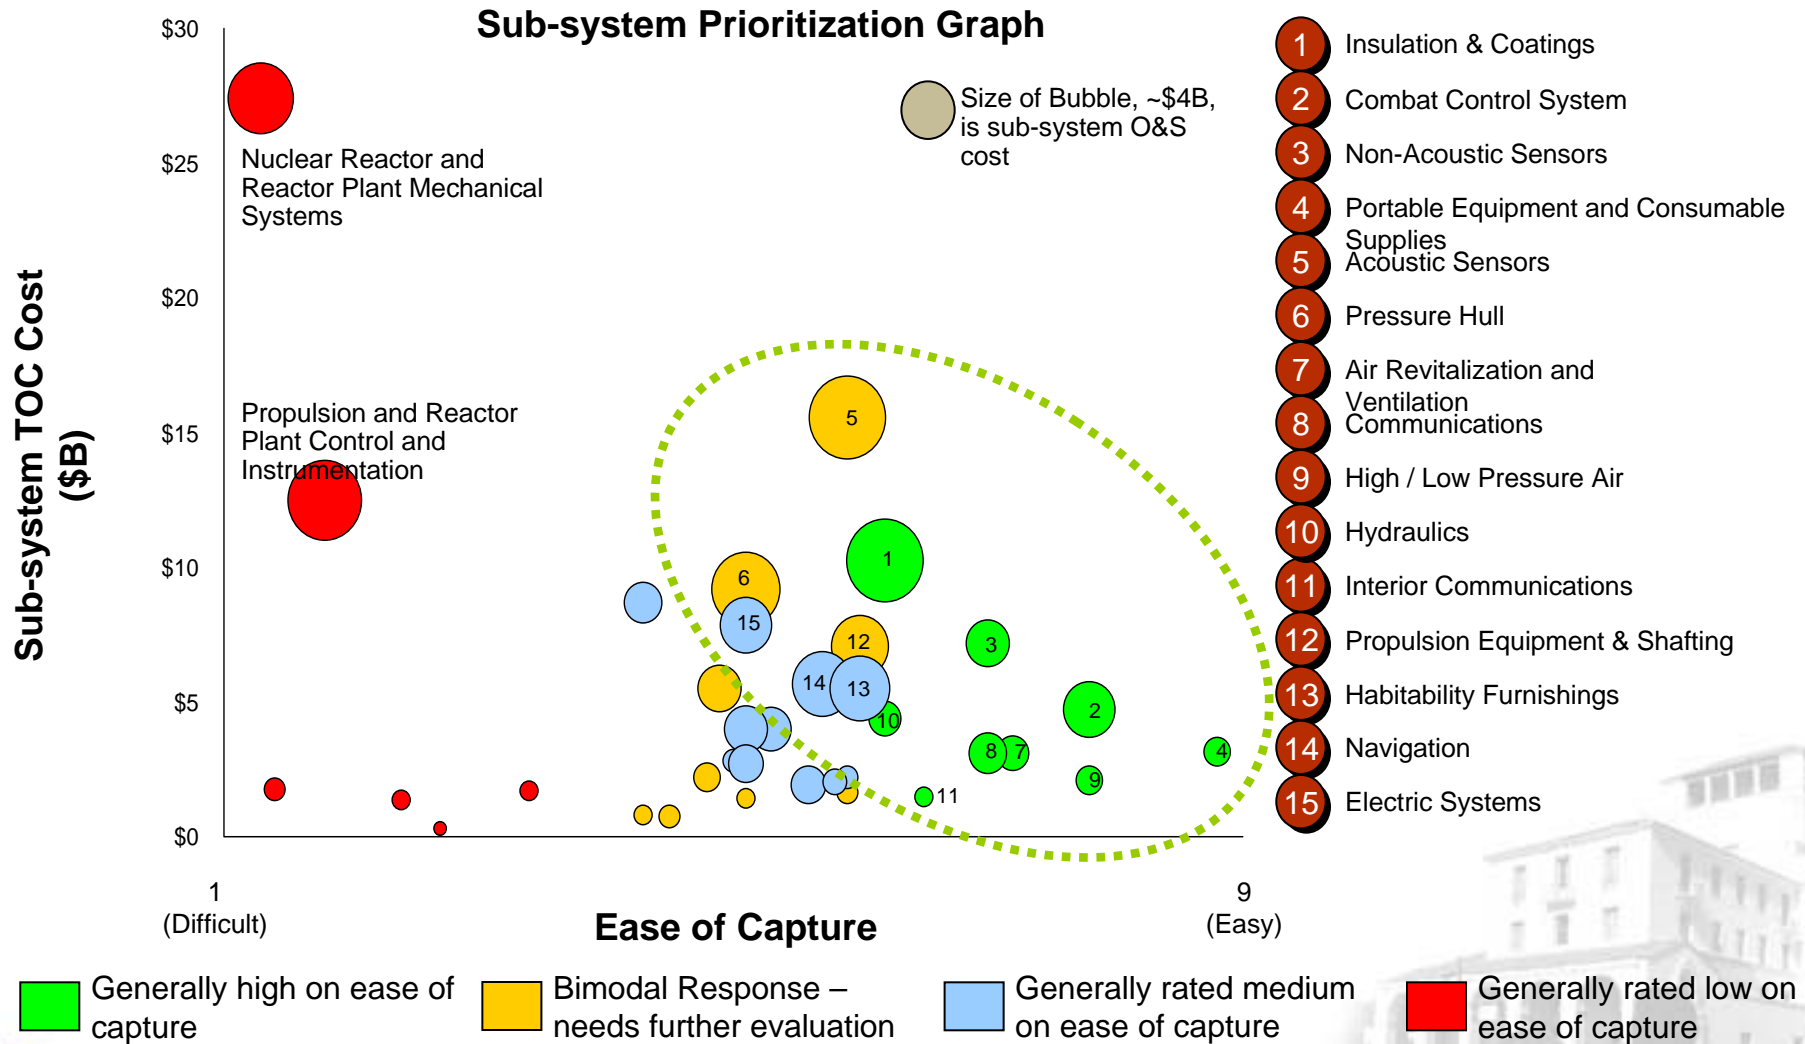 Sub-system Prioritization Graph
$30
$25
$20
$15
$10
$5
$0
Sub-system TOC Cost
($B)
Nuclear Reactor and
Reactor Plant Mechanical
Systems
Propulsion and Reactor
Plant Control and
Instrumentation
Size of Bubble, ~$4B,
is sub-system O&S
cost
5
1
6
15
12
3
14
13
10
2
8
7
4
9
11
1
(Difficult)
Ease of Capture
9
(Easy)
1 Insulation & Coatings
2 Combat Control System
3 Non-Acoustic Sensors
4 Portable Equipment and Consumable
Supplies
5 Acoustic Sensors
6 Pressure Hull
7 Air Revitalization and
Ventilation
8 Communications
9 High / Low Pressure Air
10 Hydraulics
11 Interior Communications
12 Propulsion Equipment & Shafting
13 Habitability Furnishings
14 Navigation
15 Electric Systems
Generally high on ease of
capture
Bimodal Response –
needs further evaluation
Generally rated medium
on ease of capture
Generally rated low on
ease of capture